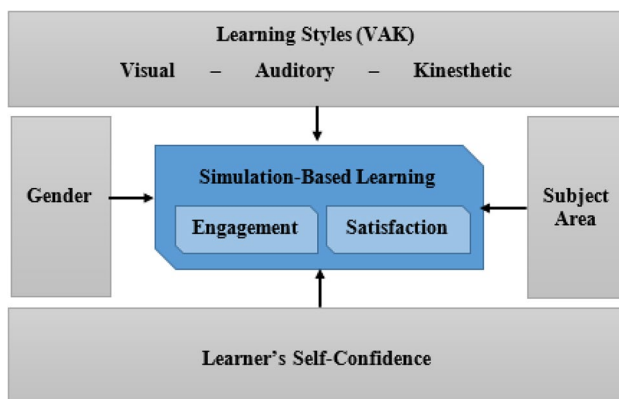 Learning Styles (VAK)
Visual – Auditory – Kinesthetic
Gender
Simulation-Based Learning
Engagement Satisfaction
Subject
Area
Learner’s Self-Confidence